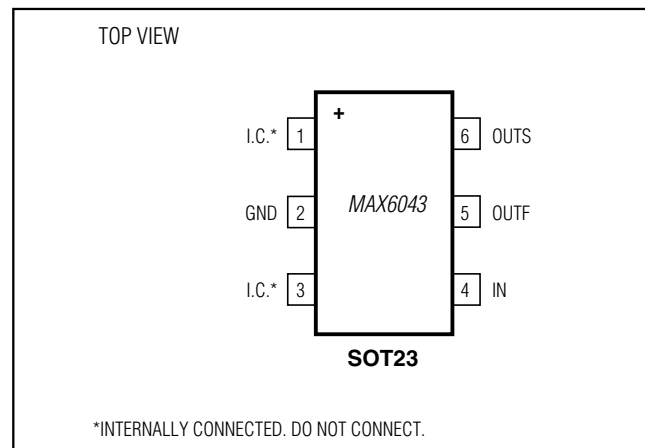 TOP VIEW
+
I.C.* 1
6 OUTS
GND 2
MAX6043
5 OUTF
I.C.* 3
4 IN
SOT23
*INTERNALLY CONNECTED. DO NOT CONNECT.